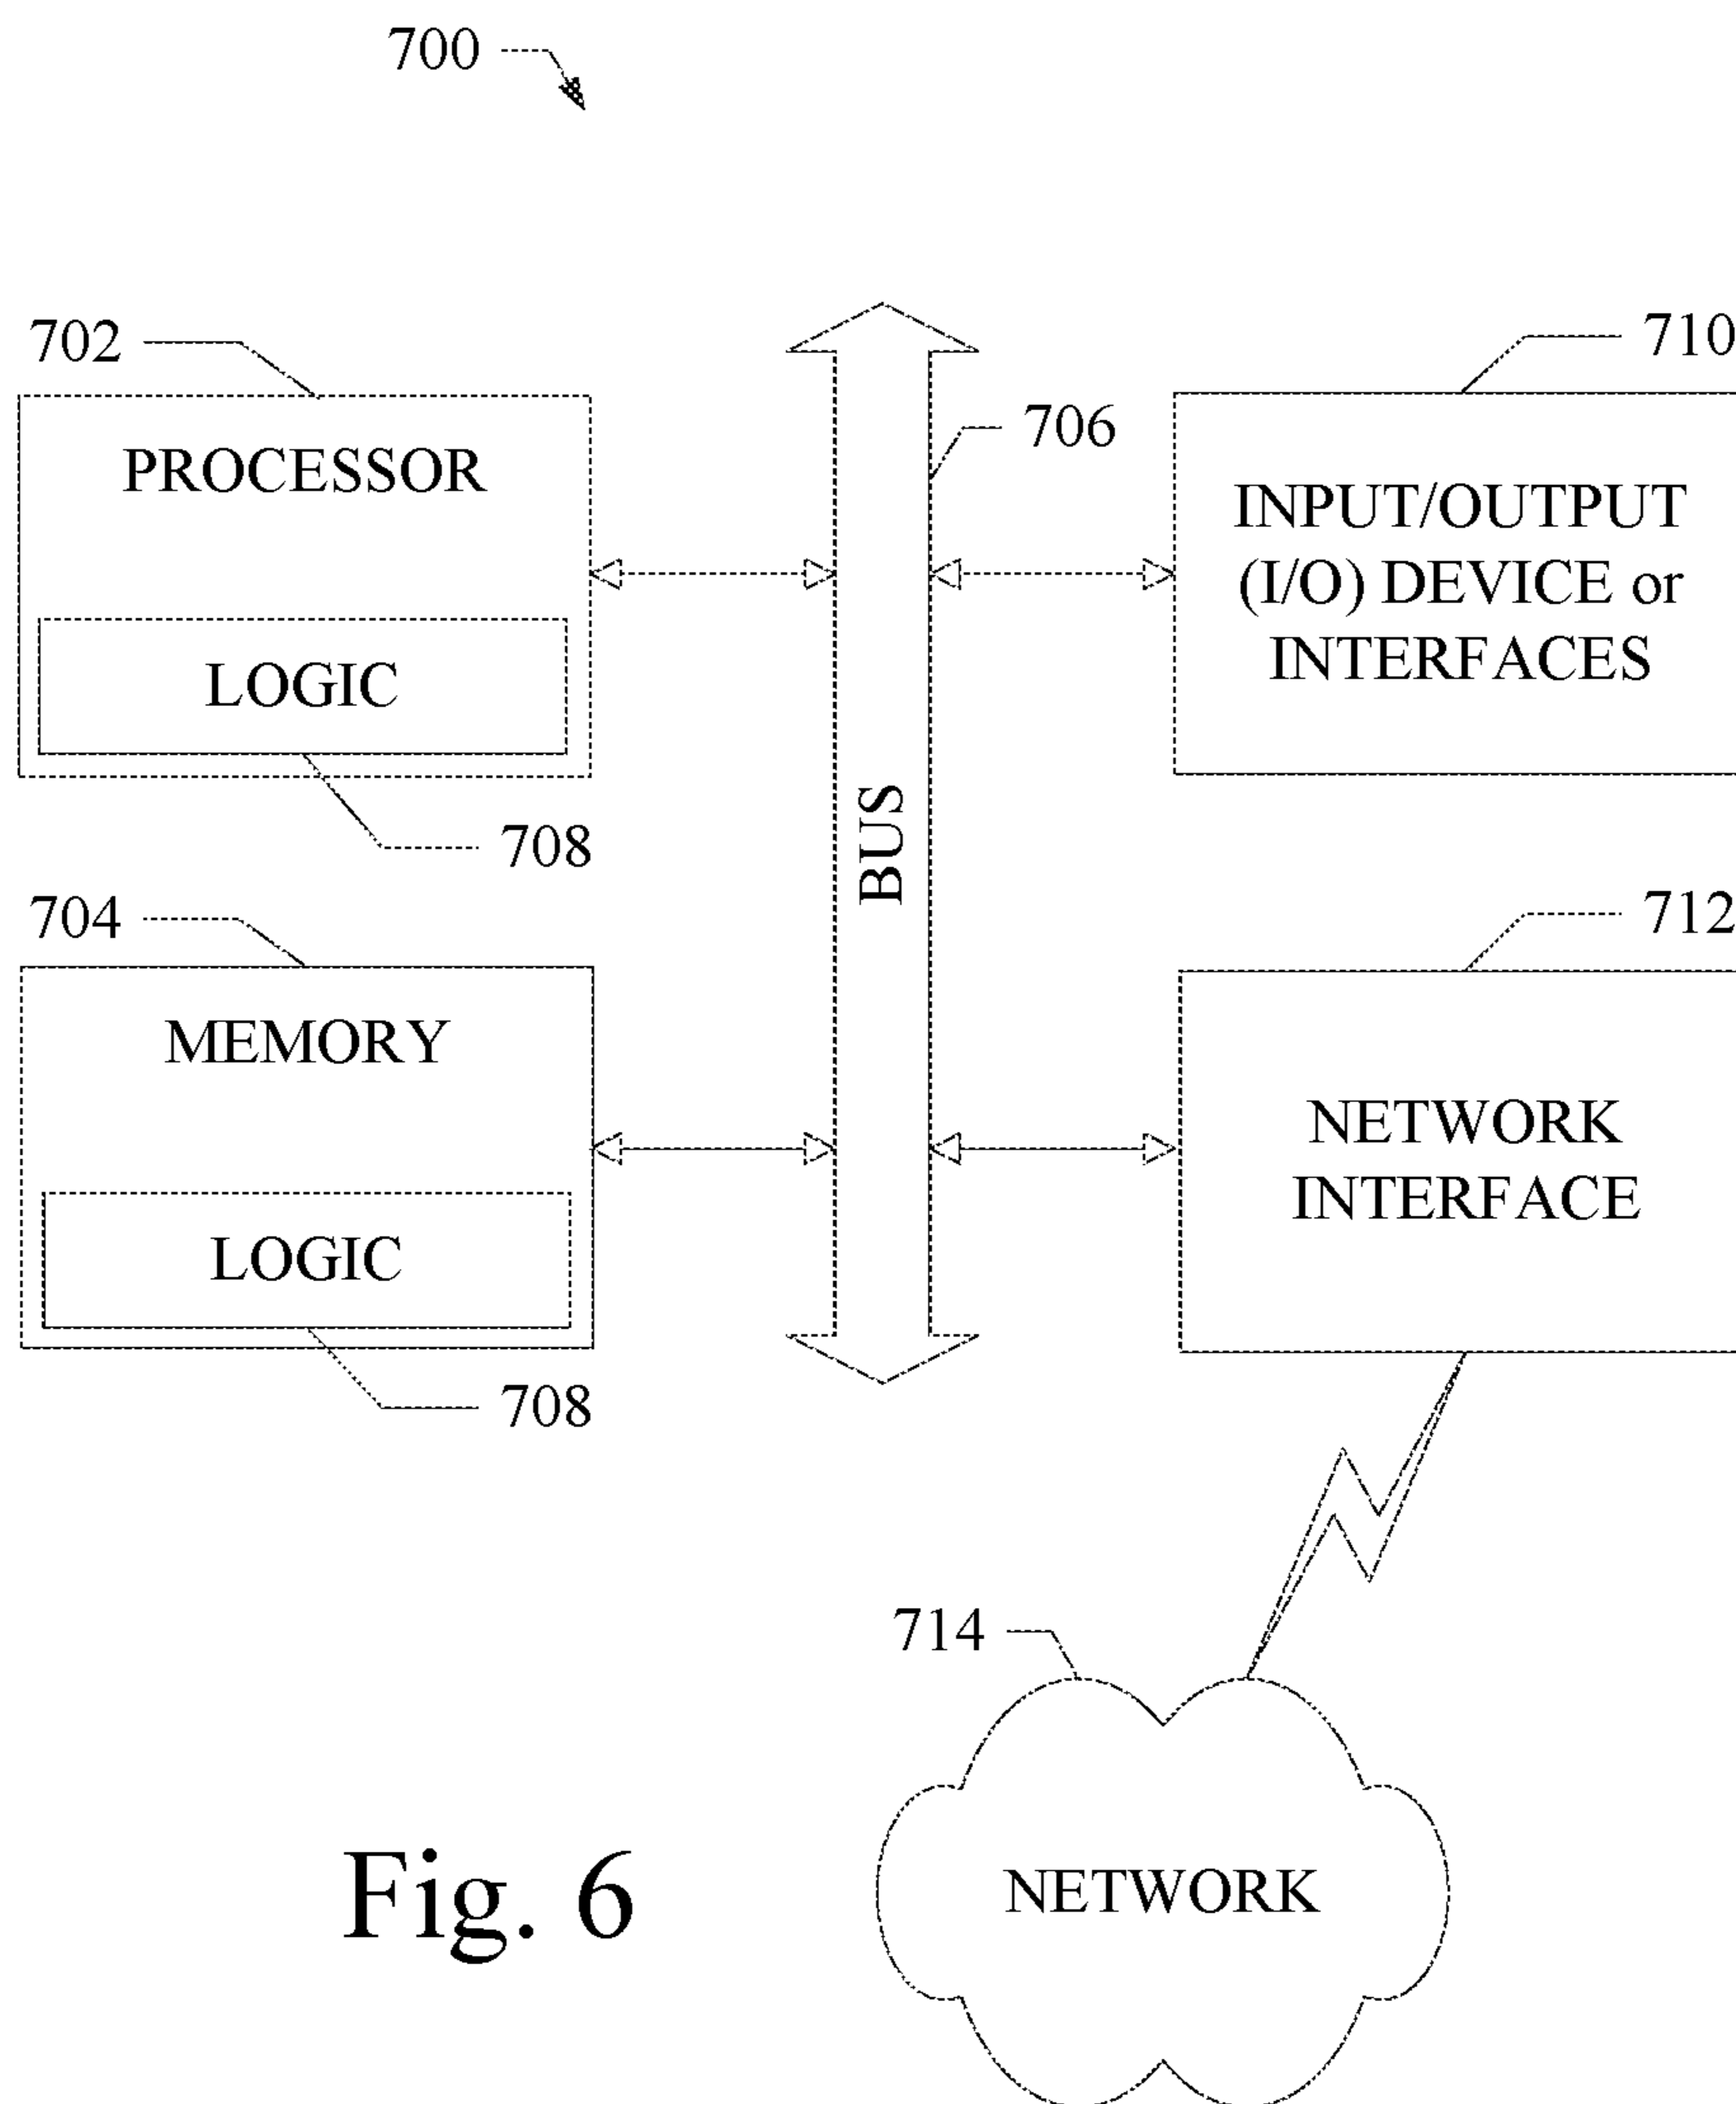 700
702
710
706
PROCESSOR
INPUT/OUTPUT
(I/O) DEVICE or
INTERFACES
LOGIC
BUS
708
704
712
MEMORY
NETWORK
INTERFACE
LOGIC
708
714
NETWORK
Fig. 6